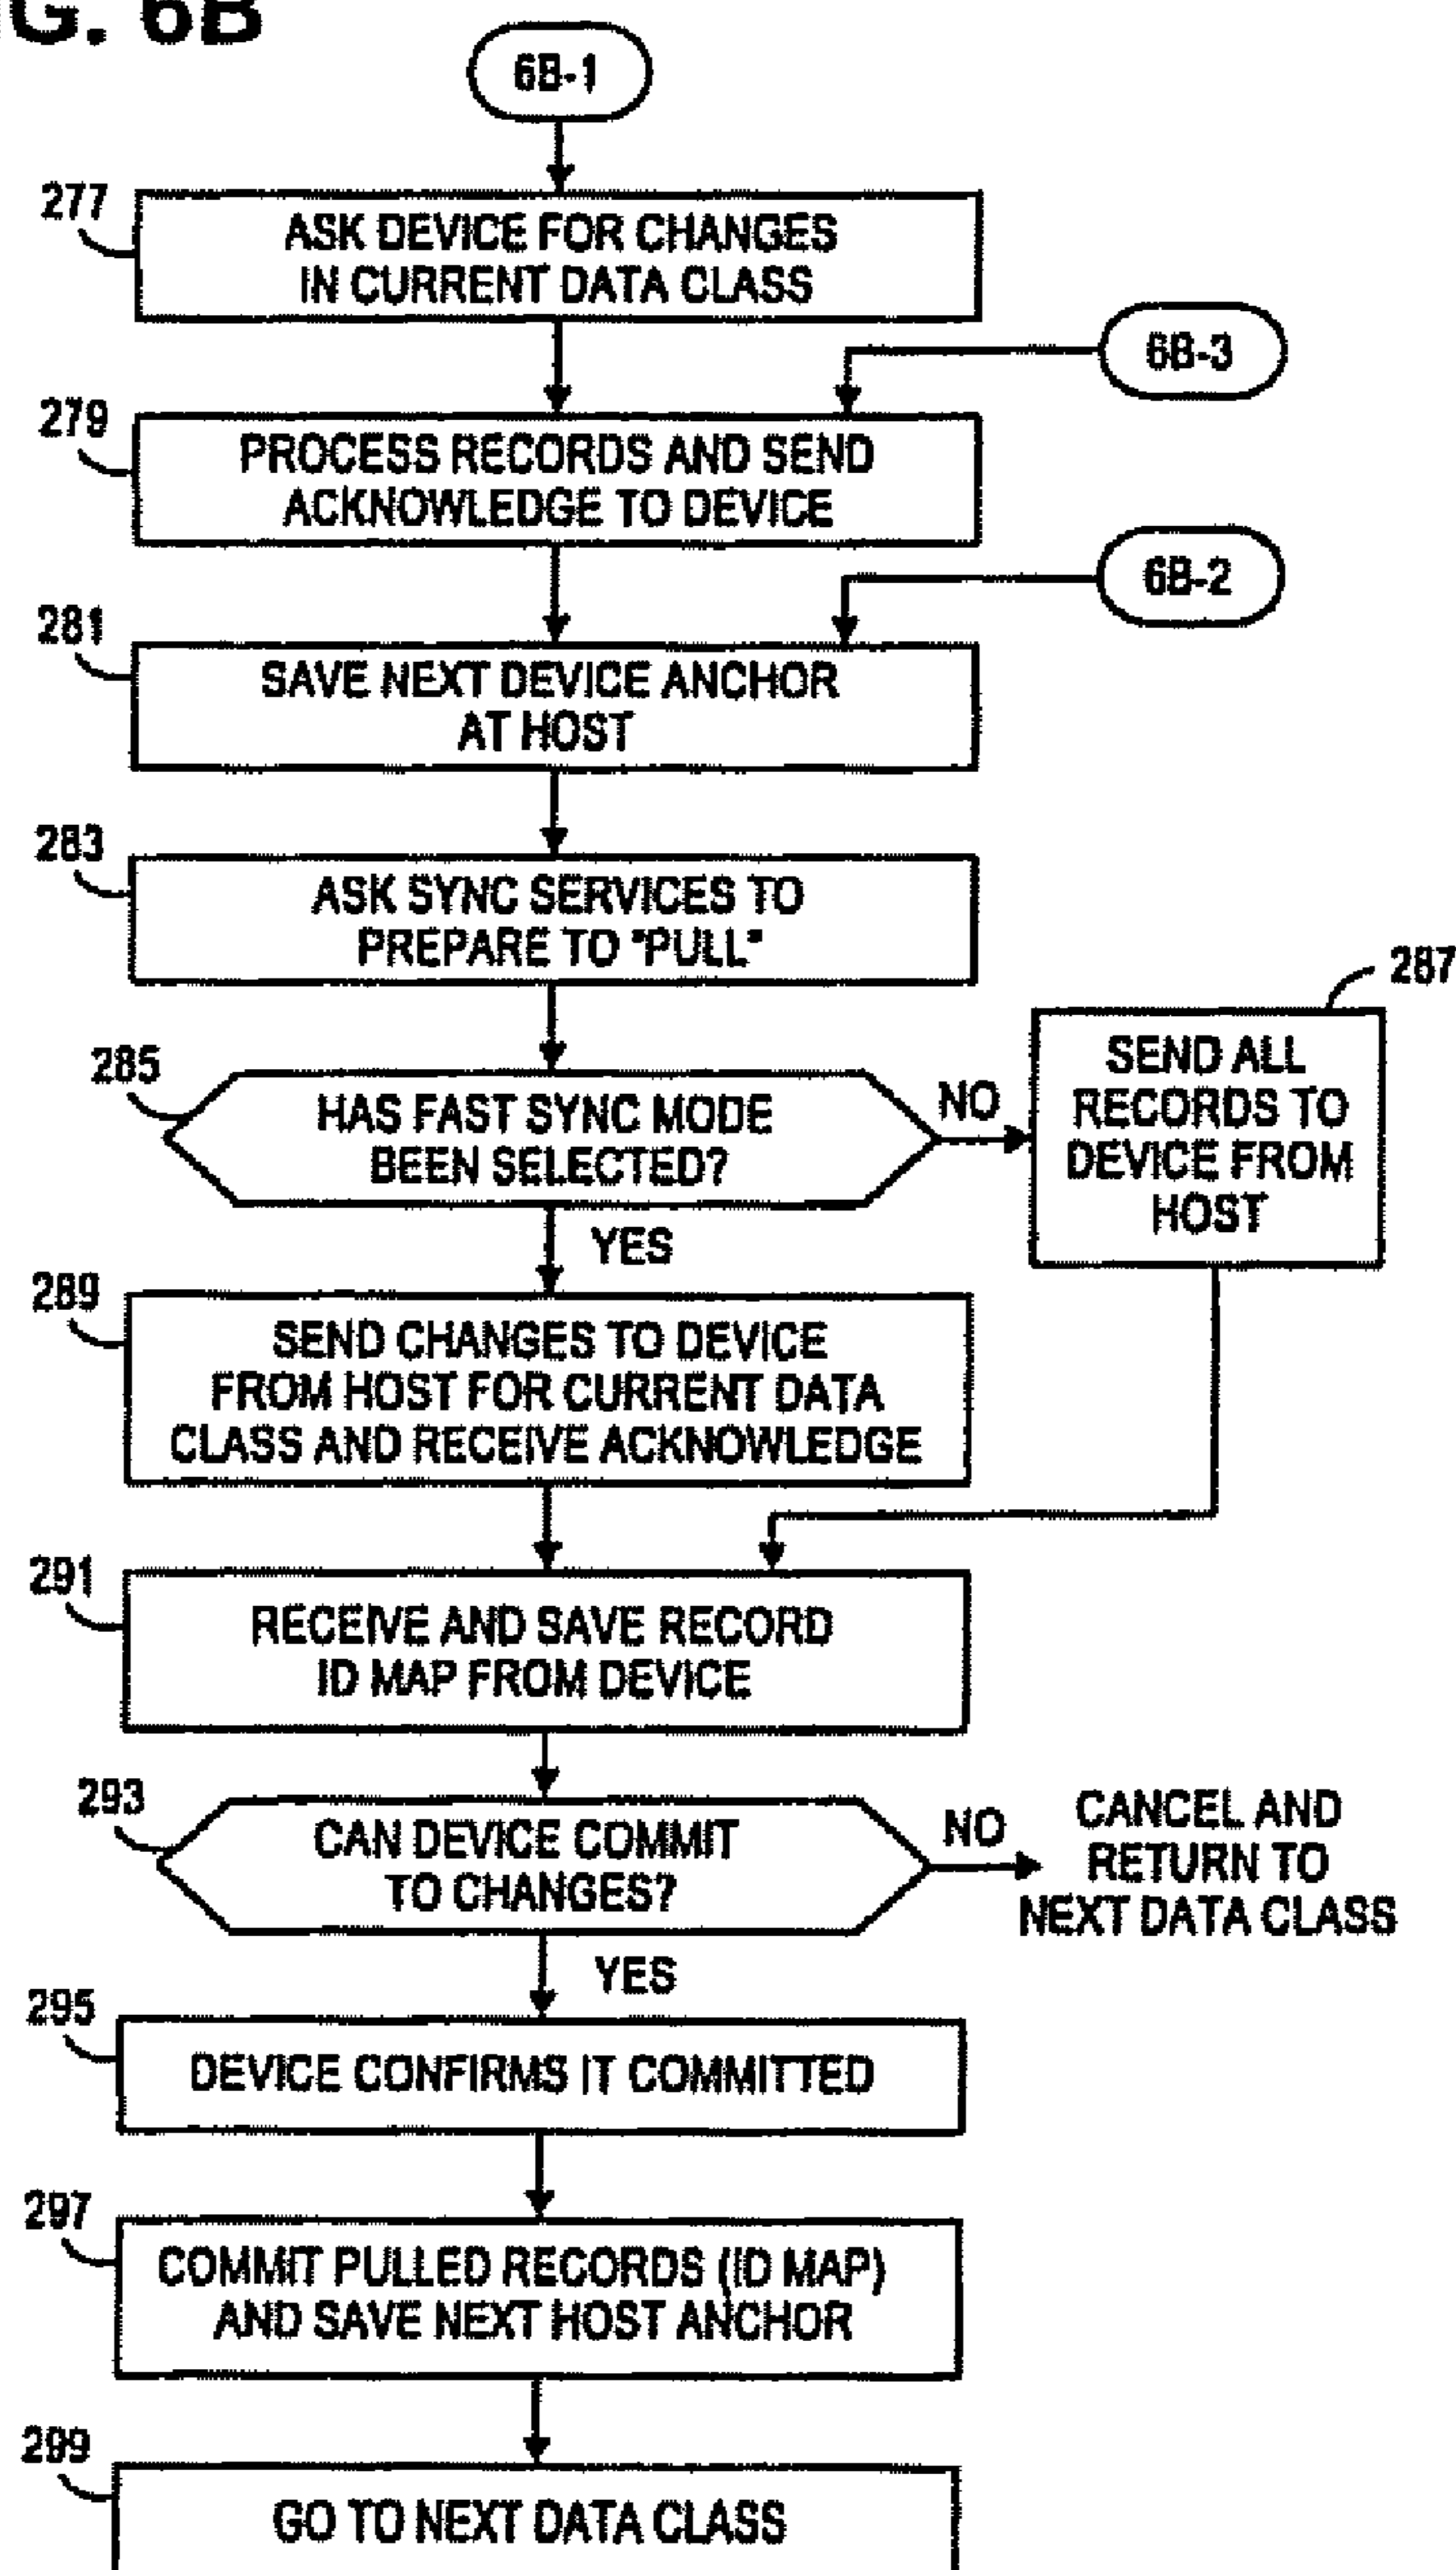 G. 6B
6B-1
277
ASK DEVICE FOR CHANGES
IN CURRENT DATA CLASS
6B-3
279
PROCESS RECORDS AND SEND
ACKNOWLEDGE TO DEVICE
6B-2
281
SAVE NEXT DEVICE ANCHOR
AT HOST
283
ASK SYNC SERVICES TO
PREPARE TO "PULL"
287
SEND ALL
RECORDS TO
DEVICE FROM
HOST
285
HAS FAST SYNC MODE
BEEN SELECTED?
NO
YES
289
SEND CHANGES TO DEVICE
FROM HOST FOR CURRENT DATA
CLASS AND RECEIVE ACKNOWLEDGE
291
RECEIVE AND SAVE RECORD
ID MAP FROM DEVICE
293
CAN DEVICE COMMIT
TO CHANGES?
NO
CANCEL AND
RETURN TO
NEXT DATA CLASS
YES
295
DEVICE CONFIRMS IT COMMITTED
297
COMMIT PULLED RECORDS (ID MAP)
AND SAVE NEXT HOST ANCHOR
299
GO TO NEXT DATA CLASS